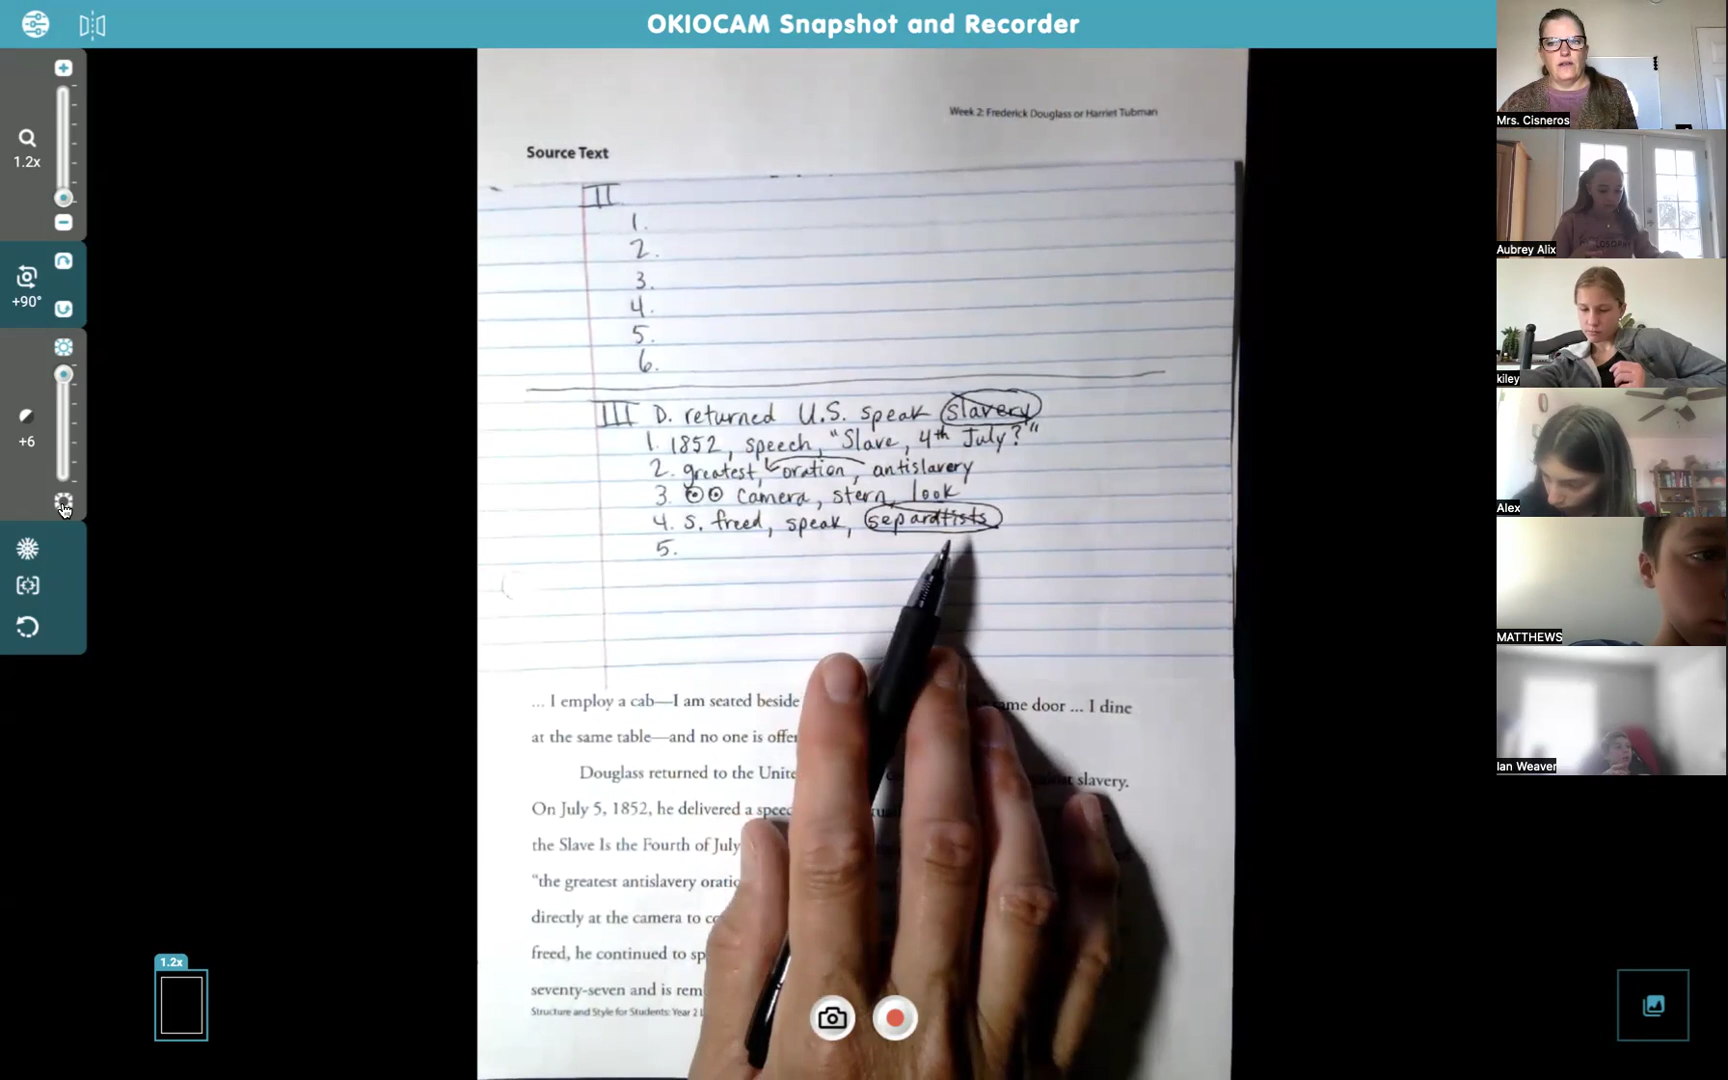 OKIOCAM Snapshot and Recorder
1.2x
+90°
+6
1.2x
Week 2: Frederick Douglass or Harriet Tubman
Source Text
II
1.
2.
3.
4.
5.
6.
III D. returned U.S. speak slavery
1. 1852, speech, "Slave, 4th July?"
2. greatest, oration, antislavery
3. camera, stern look
4. S. freed, speak, separatists
5.
... I employ a cab—I am seated beside same door ... I dine
at the same table—and no one is offe
Douglass returned to the Unite slavery.
On July 5, 1852, he delivered a speec
the Slave Is the Fourth of July
"the greatest antislavery oratio
directly at the camera to co
freed, he continued to sp
seventy-seven and is rem
Structure and Style for Students: Year 2 L
Mrs. Cisneros
Aubrey Alix
kiley
Alex
MATTHEWS
Ian Weaver